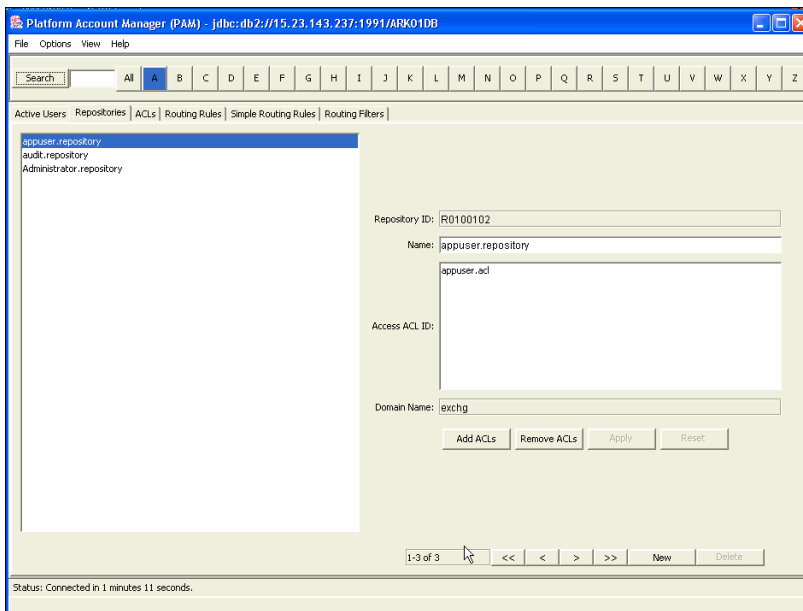 Platform Account Manager (PAM) - jdbc:db2://15.23.143.237:1991/ARK01DB
File Options View Help
Search All A B C D E F G H I J K L M N O P Q R S T U V W X Y Z
Active Users Repositories ACLs Routing Rules Simple Routing Rules Routing Filters
appuser.repository
audit.repository
Administrator.repository
Repository ID: R0100102
Name: appuser.repository
appuser.acl
Access ACL ID:
Domain Name: exchg
Add ACLs Remove ACLs Apply Reset
1-3 of 3 << < > >> New Delete
Status: Connected in 1 minutes 11 seconds.